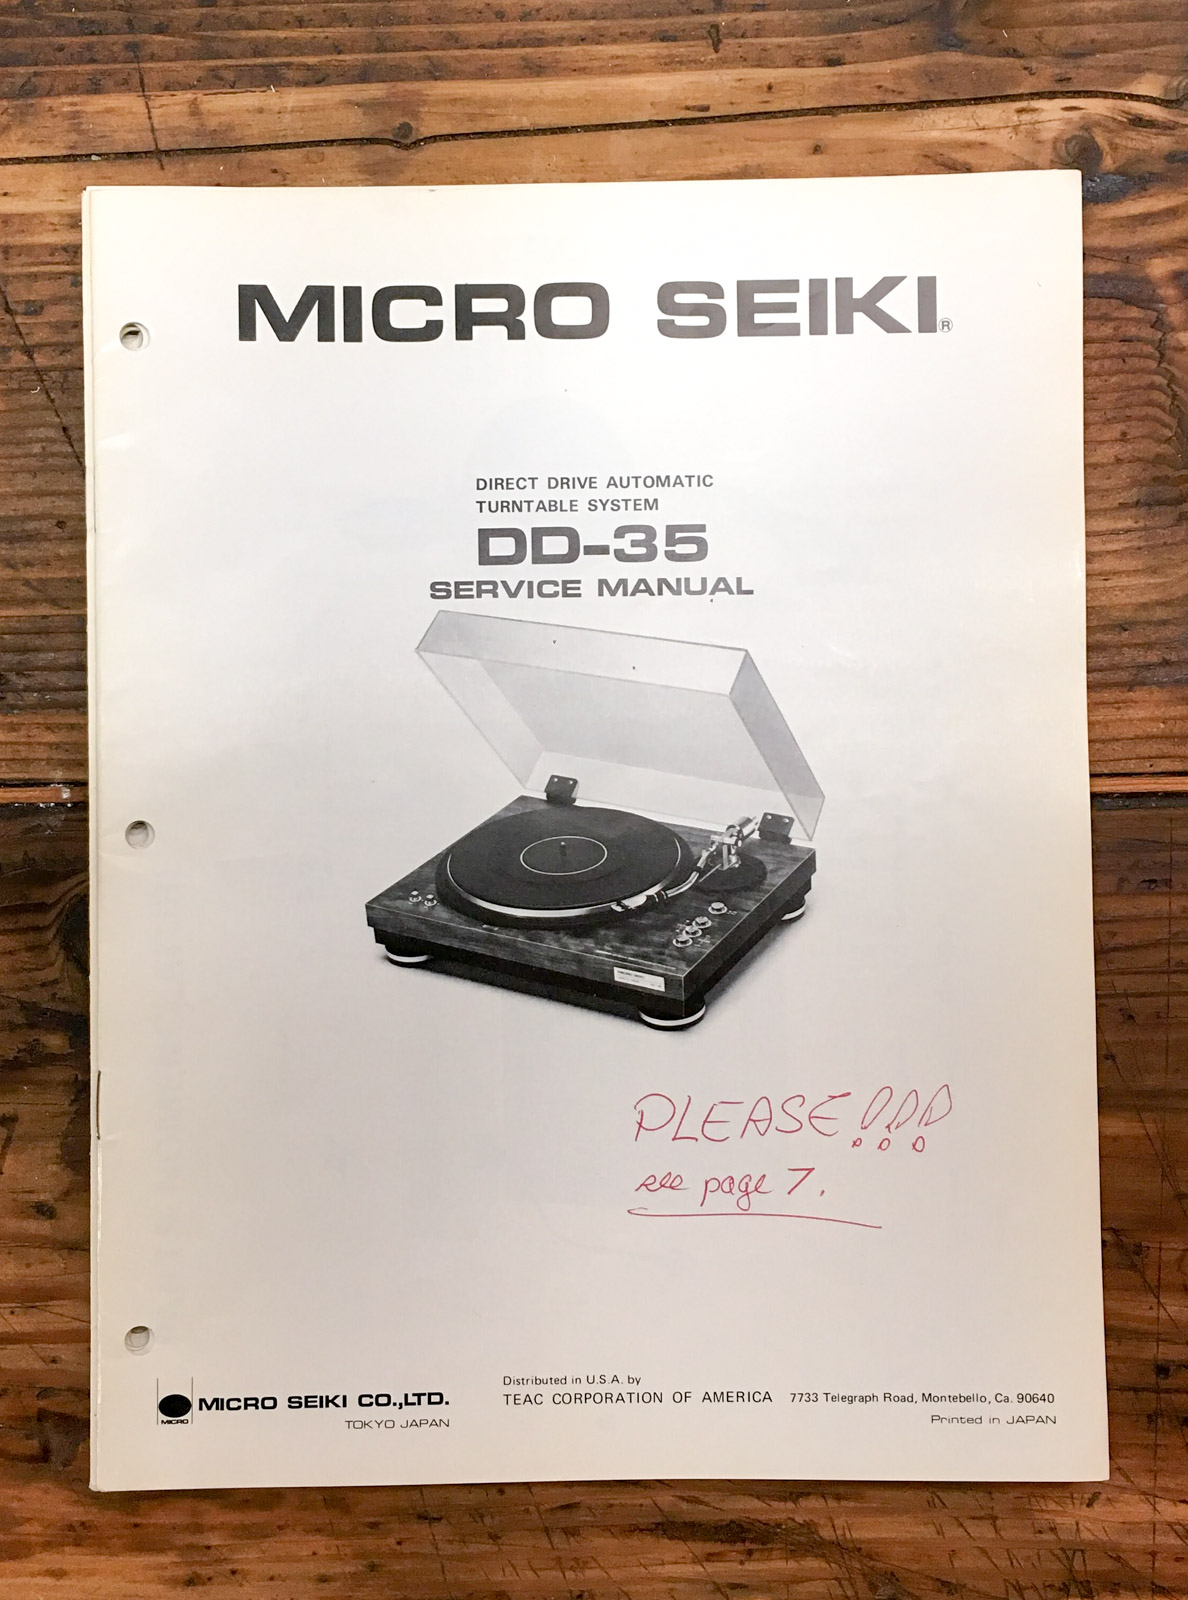 MICRO SEIKI®
DIRECT DRIVE AUTOMATIC
TURNTABLE SYSTEM
DD-35
SERVICE MANUAL
PLEASE!!!
see page 7.
MICRO
MICRO SEIKI CO.,LTD.
TOKYO JAPAN
Distributed in U.S.A. by
TEAC CORPORATION OF AMERICA 7733 Telegraph Road, Montebello, Ca. 90640
Printed in JAPAN